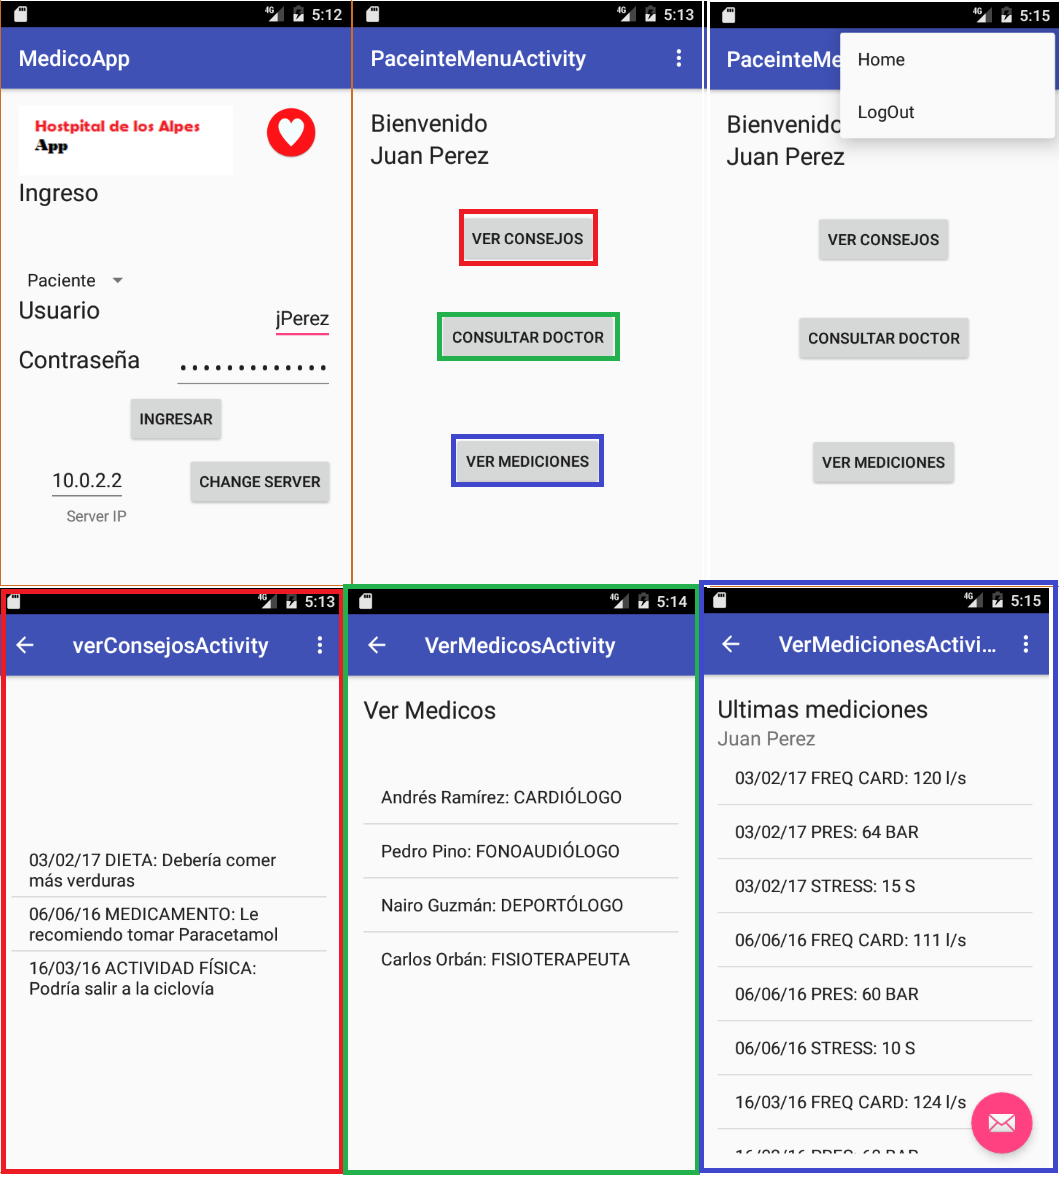 4G 5:12
MedicoApp
Hostpital de los Alpes
App
Ingreso
Paciente
Usuario
jPerez
Contraseña
.............
INGRESAR
10.0.2.2
CHANGE SERVER
Server IP
4G 5:13
PaceinteMenuActivity
Bienvenido
Juan Perez
VER CONSEJOS
CONSULTAR DOCTOR
VER MEDICIONES
4G 5:15
PaceinteMe
Home
LogOut
Bienvenido
Juan Perez
VER CONSEJOS
CONSULTAR DOCTOR
VER MEDICIONES
4G 5:13
verConsejosActivity
03/02/17 DIETA: Debería comer
más verduras
06/06/16 MEDICAMENTO: Le
recomiendo tomar Paracetamol
16/03/16 ACTIVIDAD FÍSICA:
Podría salir a la ciclovía
4G 5:14
VerMedicosActivity
Ver Medicos
Andrés Ramírez: CARDIÓLOGO
Pedro Pino: FONOAUDIÓLOGO
Nairo Guzmán: DEPORTÓLOGO
Carlos Orbán: FISIOTERAPEUTA
4G 5:15
VerMedicionesActivi...
Ultimas mediciones
Juan Perez
03/02/17 FREQ CARD: 120 l/s
03/02/17 PRES: 64 BAR
03/02/17 STRESS: 15 S
06/06/16 FREQ CARD: 111 l/s
06/06/16 PRES: 60 BAR
06/06/16 STRESS: 10 S
16/03/16 FREQ CARD: 124 l/s
16/03/16 PRES: